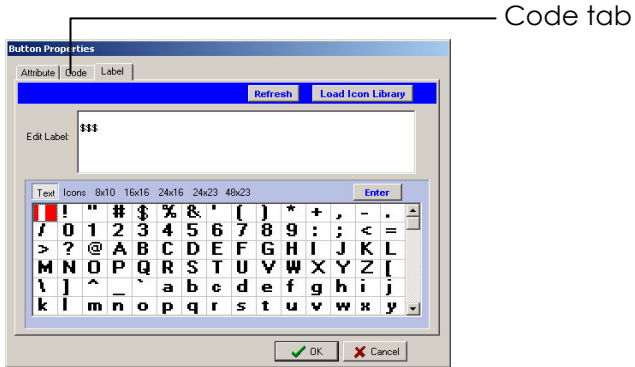 Code tab
Button Properties
Attribute Code Label
Refresh Load Icon Library
Edit Label: $$$
Text Icons 8x10 16x16 24x16 24x23 48x23 Enter
! " # $ % & ' ( ) * + , - .
/ 0 1 2 3 4 5 6 7 8 9 : ; < =
> ? @ A B C D E F G H I J K L
M N O P Q R S T U V W X Y Z [
\ ] ^ _ ` a b c d e f g h i j
k l m n o p q r s t u v w x y
OK Cancel